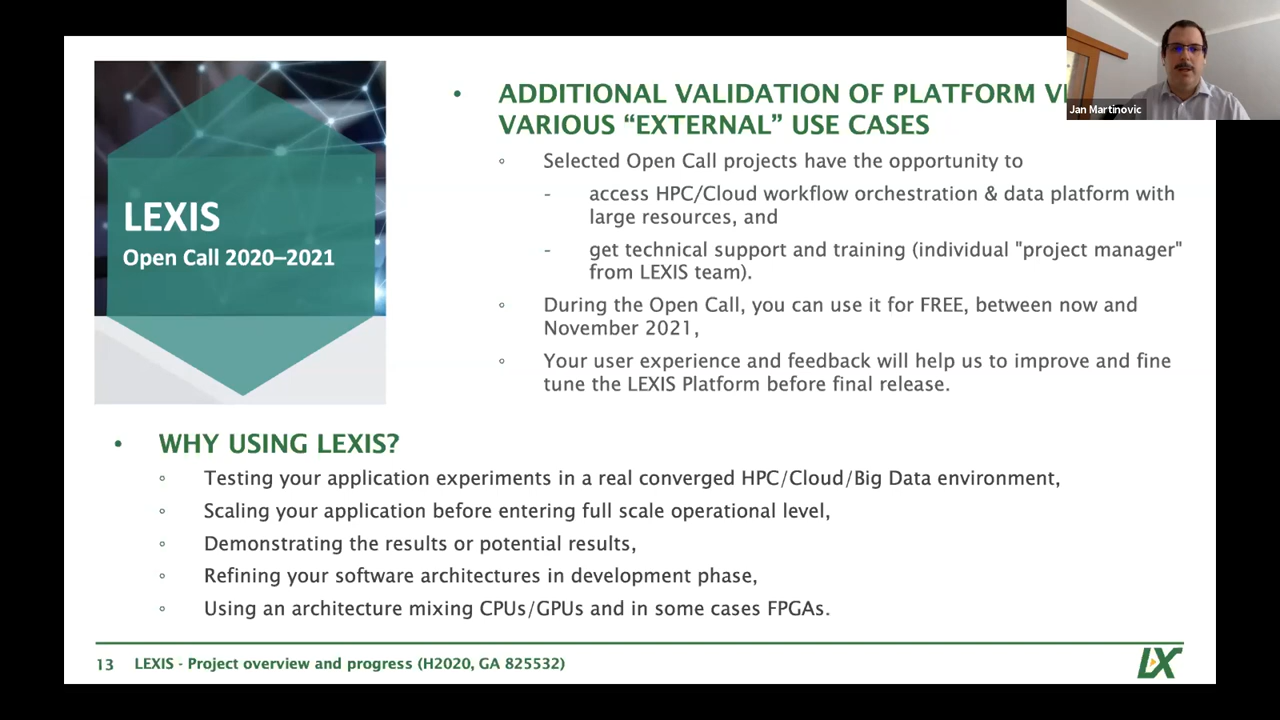 LEXIS
Open Call 2020–2021
• ADDITIONAL VALIDATION OF PLATFORM
VARIOUS “EXTERNAL” USE CASES
◦ Selected Open Call projects have the opportunity to
- access HPC/Cloud workflow orchestration & data platform with
large resources, and
- get technical support and training (individual "project manager"
from LEXIS team).
◦ During the Open Call, you can use it for FREE, between now and
November 2021,
◦ Your user experience and feedback will help us to improve and fine
tune the LEXIS Platform before final release.
Jan Martinovic
• WHY USING LEXIS?
◦ Testing your application experiments in a real converged HPC/Cloud/Big Data environment,
◦ Scaling your application before entering full scale operational level,
◦ Demonstrating the results or potential results,
◦ Refining your software architectures in development phase,
◦ Using an architecture mixing CPUs/GPUs and in some cases FPGAs.
13 LEXIS - Project overview and progress (H2020, GA 825532)
LX